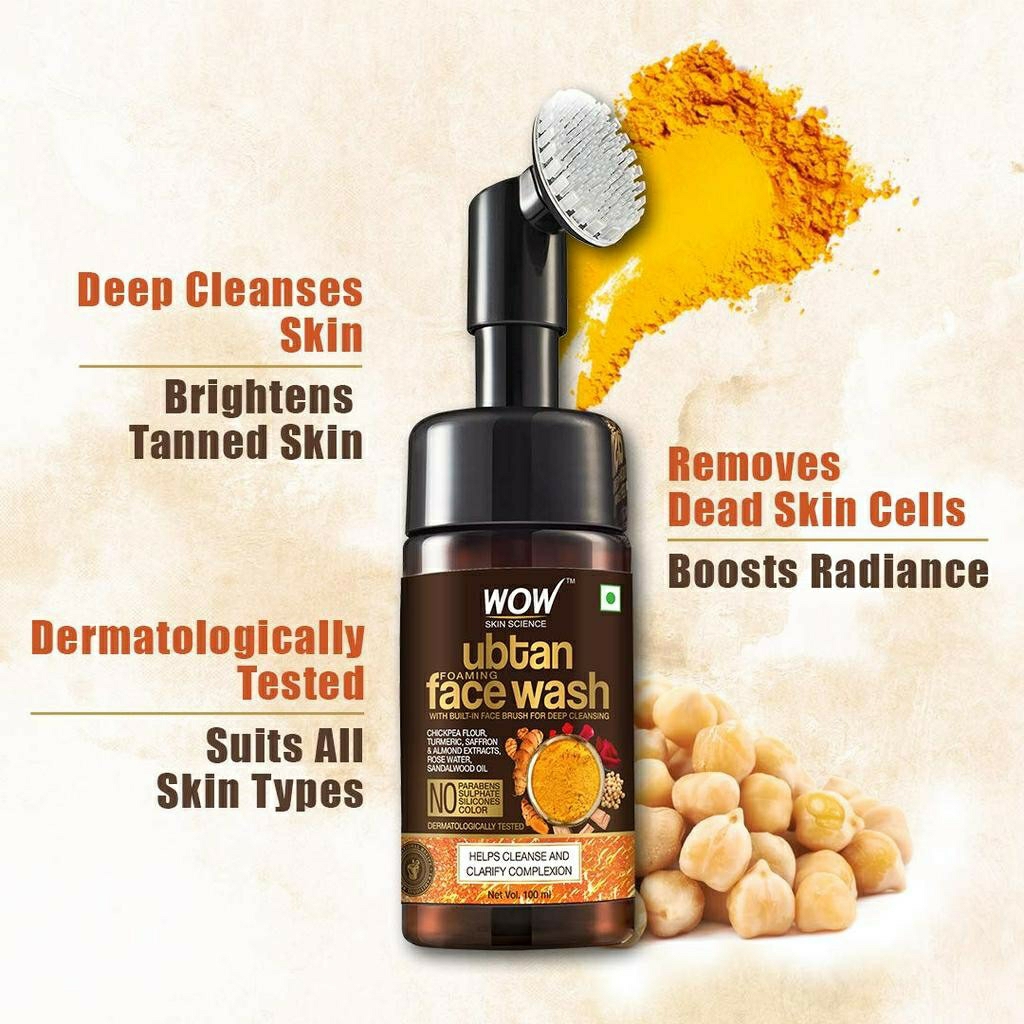 Deep Cleanses
Skin
Brightens
Tanned Skin
Removes
Dead Skin Cells
Boosts Radiance
Dermatologically
Tested
Suits All
Skin Types
WOW™
SKIN SCIENCE
ubtan
FOAMING
face wash
WITH BUILT-IN FACE BRUSH FOR DEEP CLEANSING
CHICKPEA FLOUR,
TURMERIC, SAFFRON
& ALMOND EXTRACTS,
ROSE WATER,
SANDALWOOD OIL
NO
PARABENS
SULPHATE
SILICONES
COLOR
DERMATOLOGICALLY TESTED
HELPS CLEANSE AND
CLARIFY COMPLEXION
Net Vol. 100 ml